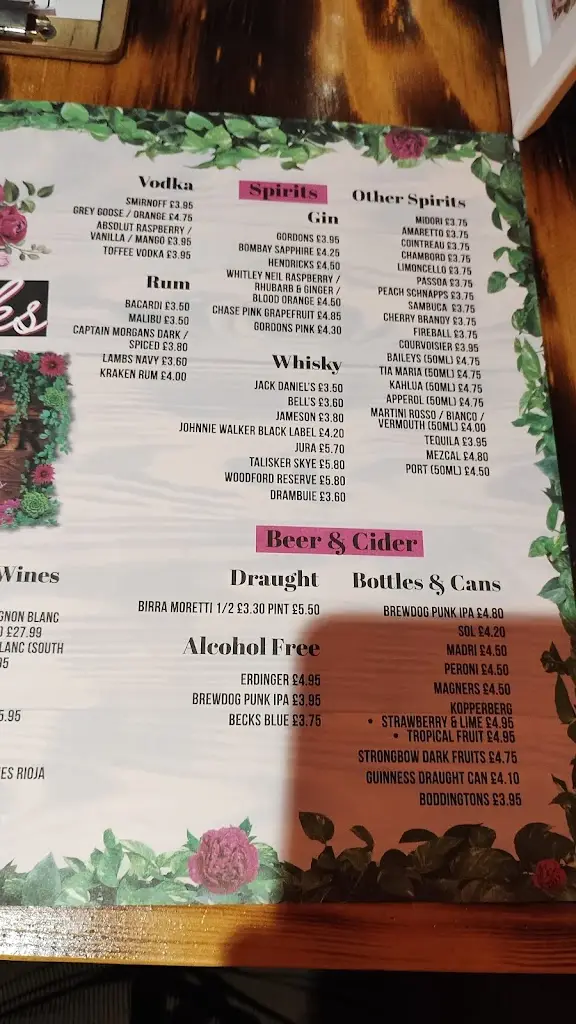 Vodka
SMIRNOFF £3.95
GREY GOOSE / ORANGE £4.75
ABSOLUT RASPBERRY /
VANILLA / MANGO £3.95
TOFFEE VODKA £3.95
Rum
BACARDI £3.50
MALIBU £3.50
CAPTAIN MORGANS DARK /
SPICED £3.80
LAMBS NAVY £3.60
KRAKEN RUM £4.00
Spirits
Gin
GORDONS £3.95
BOMBAY SAPPHIRE £4.25
HENDRICKS £4.50
WHITLEY NEIL RASPBERRY /
RHUBARB & GINGER /
BLOOD ORANGE £4.50
CHASE PINK GRAPEFRUIT £4.85
GORDONS PINK £4.30
Whisky
JACK DANIEL'S £3.50
BELL'S £3.60
JAMESON £3.80
JOHNNIE WALKER BLACK LABEL £4.20
JURA £5.70
TALISKER SKYE £5.80
WOODFORD RESERVE £5.80
DRAMBUIE £3.60
Other Spirits
MIDORI £3.75
AMARETTO £3.75
COINTREAU £3.75
CHAMBORD £3.75
LIMONCELLO £3.75
PASSOA £3.75
PEACH SCHNAPPS £3.75
SAMBUCA £3.75
CHERRY BRANDY £3.75
FIREBALL £3.75
COURVOISIER £3.95
BAILEYS (50ML) £4.75
TIA MARIA (50ML) £4.75
KAHLUA (50ML) £4.75
APPEROL (50ML) £4.75
MARTINI ROSSO / BIANCO /
VERMOUTH (50ML) £4.00
TEQUILA £3.95
MEZCAL £4.80
PORT (50ML) £4.50
ks
Wines
GNON BLANC
) £27.99
LANC (SOUTH
95
5.95
ES RIOJA
Beer & Cider
Draught
BIRRA MORETTI 1/2 £3.30 PINT £5.50
Alcohol Free
ERDINGER £4.95
BREWDOG PUNK IPA £3.95
BECKS BLUE £3.75
Bottles & Cans
BREWDOG PUNK IPA £4.80
SOL £4.20
MADRI £4.50
PERONI £4.50
MAGNERS £4.50
KOPPERBERG
• STRAWBERRY & LIME £4.95
• TROPICAL FRUIT £4.95
STRONGBOW DARK FRUITS £4.75
GUINNESS DRAUGHT CAN £4.10
BODDINGTONS £3.95